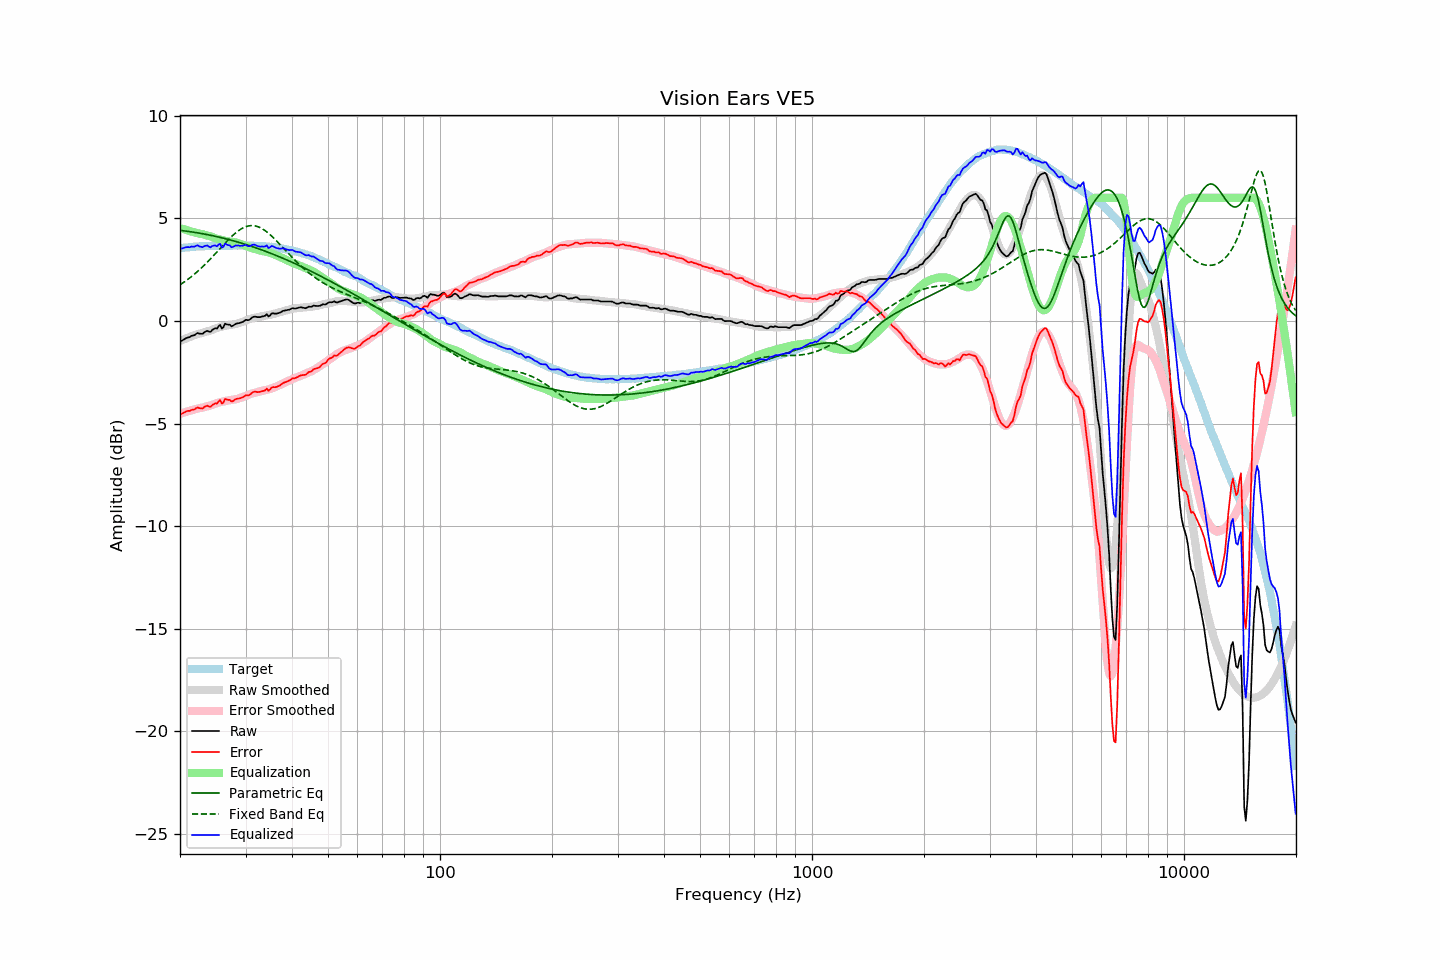 Vision Ears VE5
10
5
0
−5
−10
−15
−20
−25
Amplitude (dBr)
Target
Raw Smoothed
Error Smoothed
Raw
Error
Equalization
Parametric Eq
Fixed Band Eq
Equalized
100
1000
10000
Frequency (Hz)